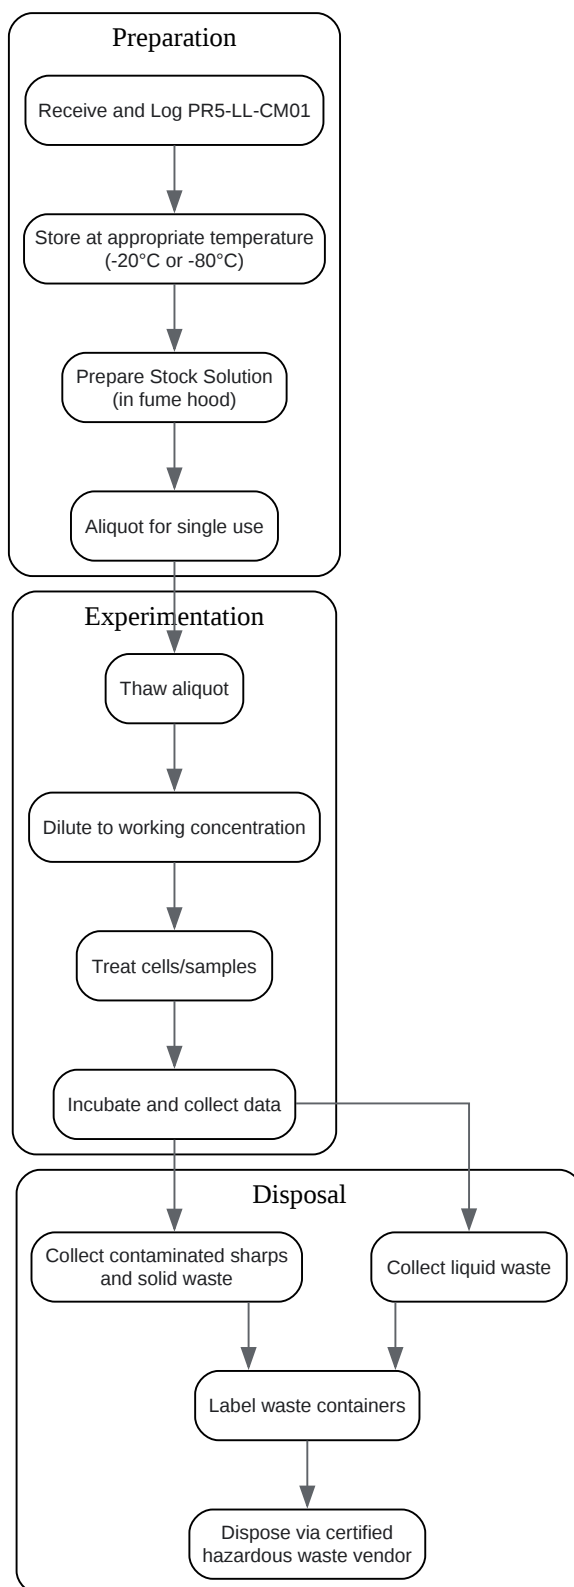 Preparation
Receive and Log PR5-LL-CM01
Store at appropriate temperature
(-20°C or -80°C)
Prepare Stock Solution
(in fume hood)
Aliquot for single use
Experimentation
Thaw aliquot
Dilute to working concentration
Treat cells/samples
Incubate and collect data
Disposal
Collect contaminated sharps
and solid waste
Collect liquid waste
Label waste containers
Dispose via certified
hazardous waste vendor